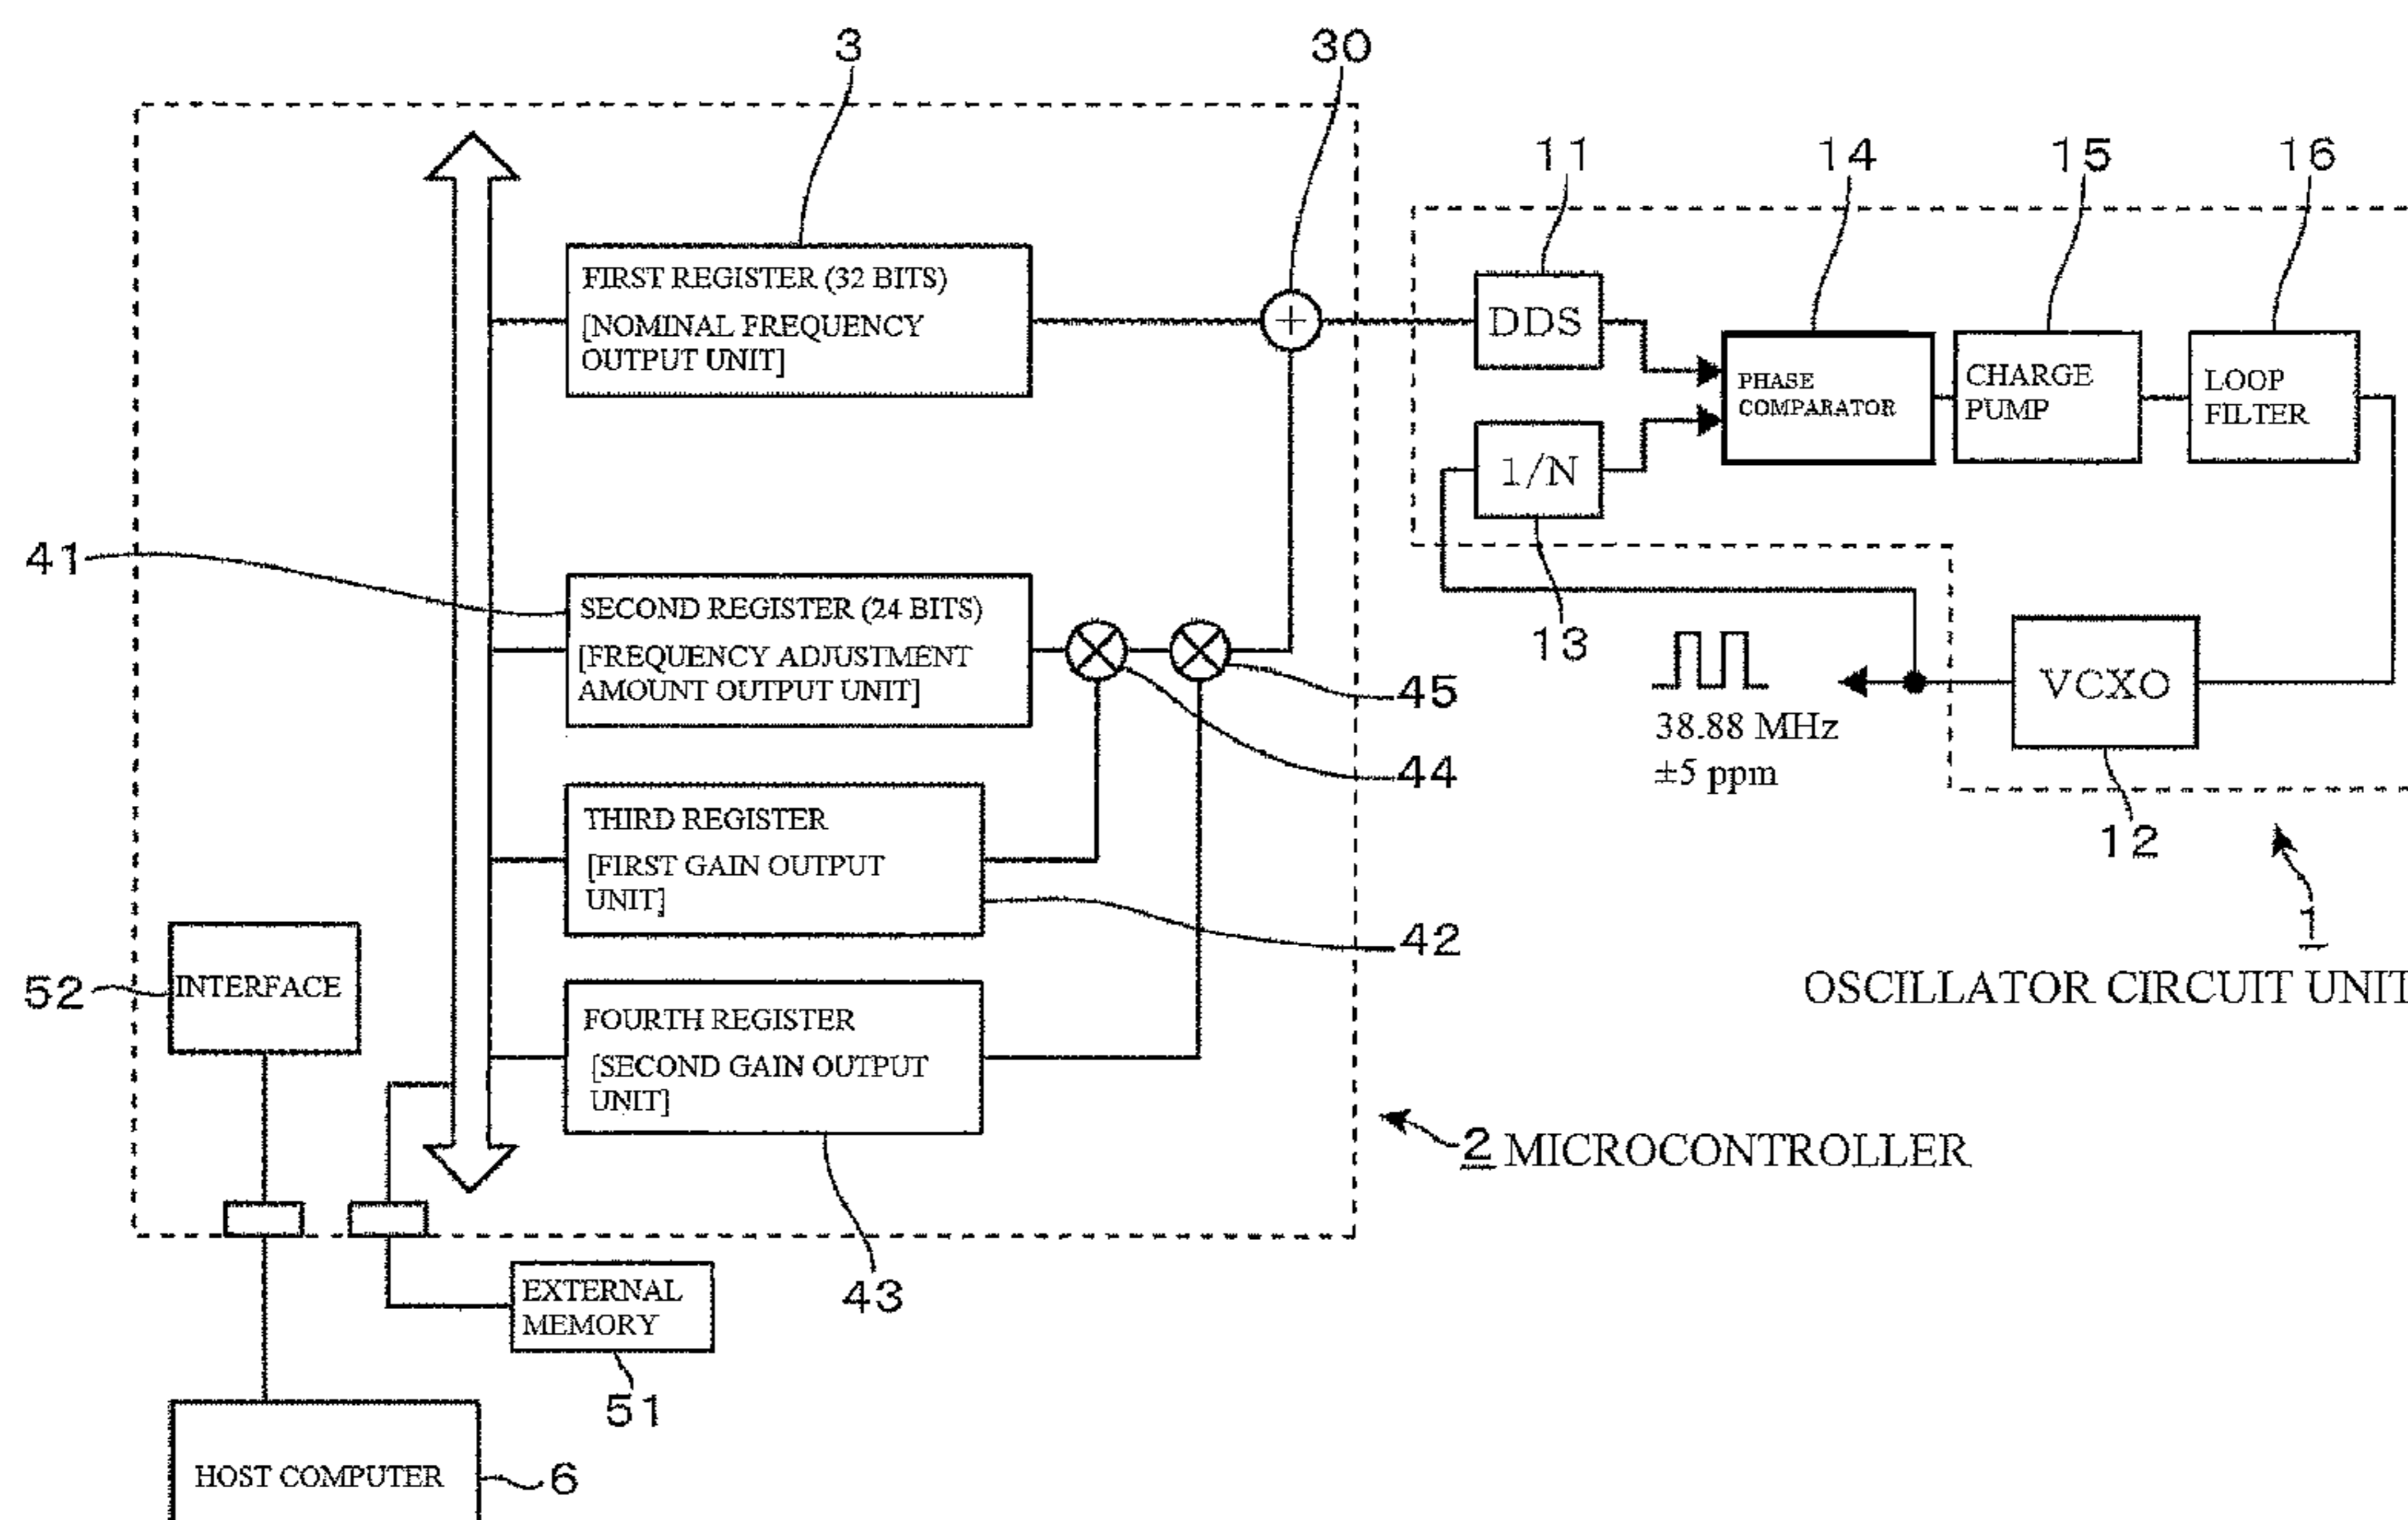 3
30
11
14
15
16
FIRST REGISTER (32 BITS)
[NOMINAL FREQUENCY
OUTPUT UNIT]
DDS
PHASE
COMPARATOR
CHARGE
PUMP
LOOP
FILTER
1/N
41
SECOND REGISTER (24 BITS)
[FREQUENCY ADJUSTMENT
AMOUNT OUTPUT UNIT]
13
45
44
VCXO
38.88 MHz
±5 ppm
12
THIRD REGISTER
[FIRST GAIN OUTPUT
UNIT]
42
1
OSCILLATOR CIRCUIT UNIT
52
INTERFACE
FOURTH REGISTER
[SECOND GAIN OUTPUT
UNIT]
2 MICROCONTROLLER
43
EXTERNAL
MEMORY
51
HOST COMPUTER
6